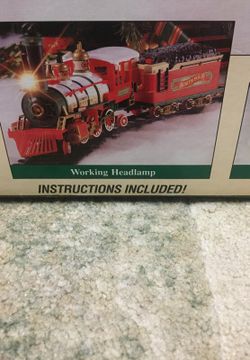 Working Headlamp
INSTRUCTIONS INCLUDED!